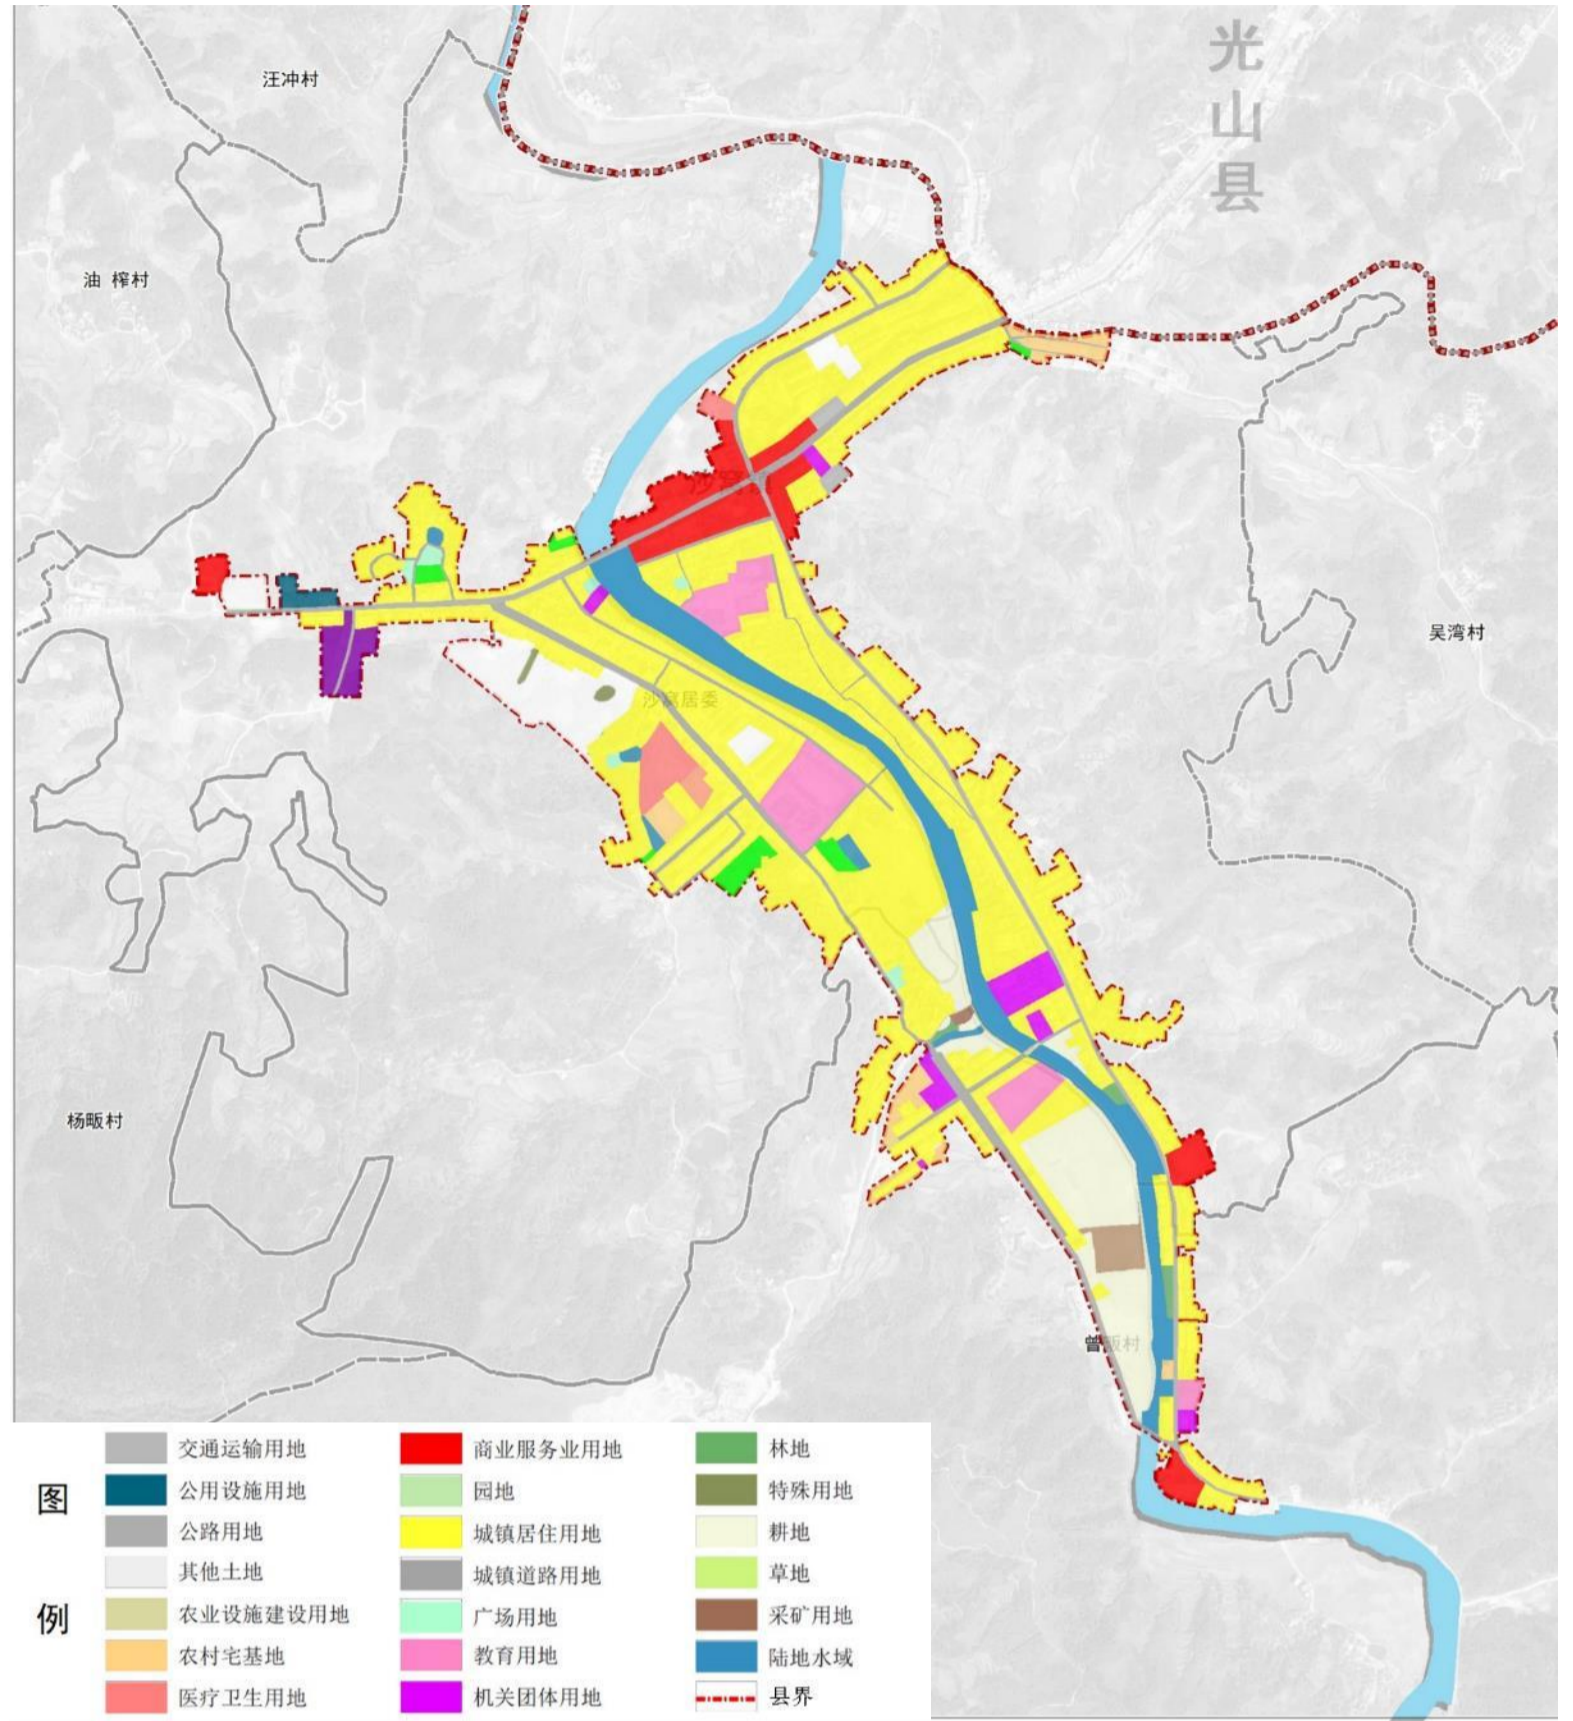 光山县
汪冲村
油 榨村
沙窝镇
吴湾村
沙窝居委
杨畈村
曾畈村
图例
交通运输用地
公用设施用地
公路用地
其他土地
农业设施建设用地
农村宅基地
医疗卫生用地
商业服务业用地
园地
城镇居住用地
城镇道路用地
广场用地
教育用地
机关团体用地
林地
特殊用地
耕地
草地
采矿用地
陆地水域
县界